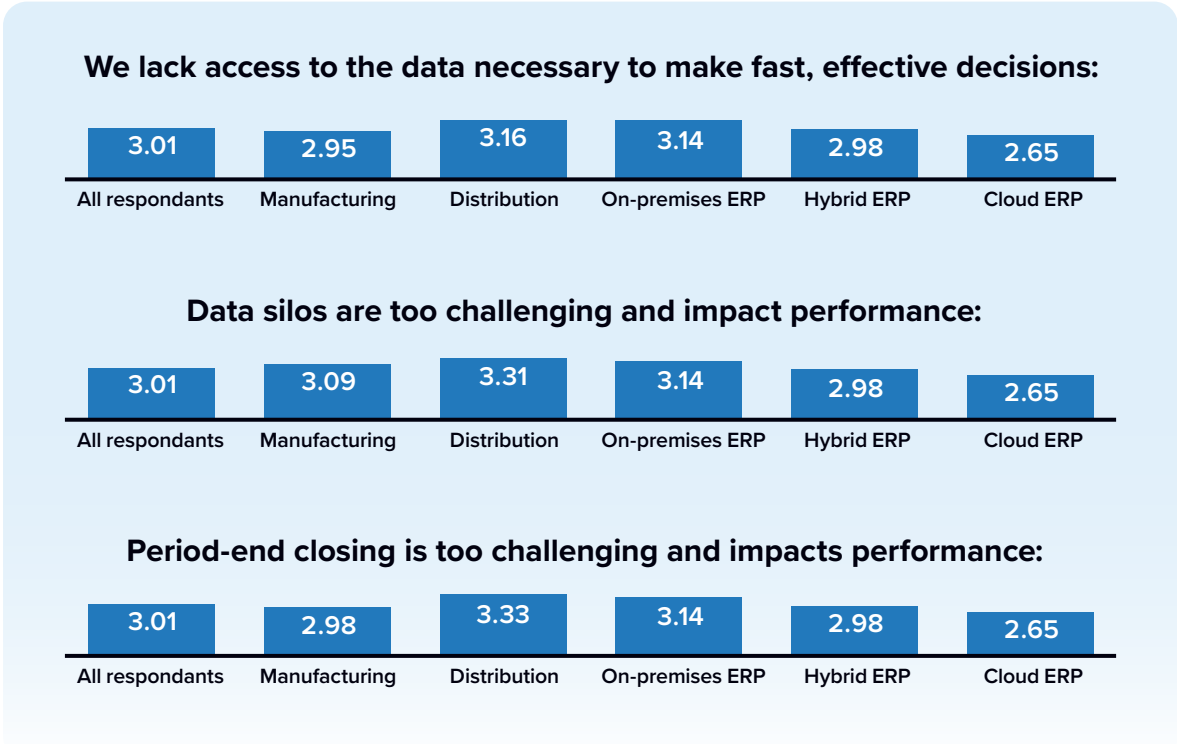 We lack access to the data necessary to make fast, effective decisions:
3.01 2.95 3.16 3.14 2.98 2.65
All respondants Manufacturing Distribution On-premises ERP Hybrid ERP Cloud ERP
Data silos are too challenging and impact performance:
3.01 3.09 3.31 3.14 2.98 2.65
All respondants Manufacturing Distribution On-premises ERP Hybrid ERP Cloud ERP
Period-end closing is too challenging and impacts performance:
3.01 2.98 3.33 3.14 2.98 2.65
All respondants Manufacturing Distribution On-premises ERP Hybrid ERP Cloud ERP